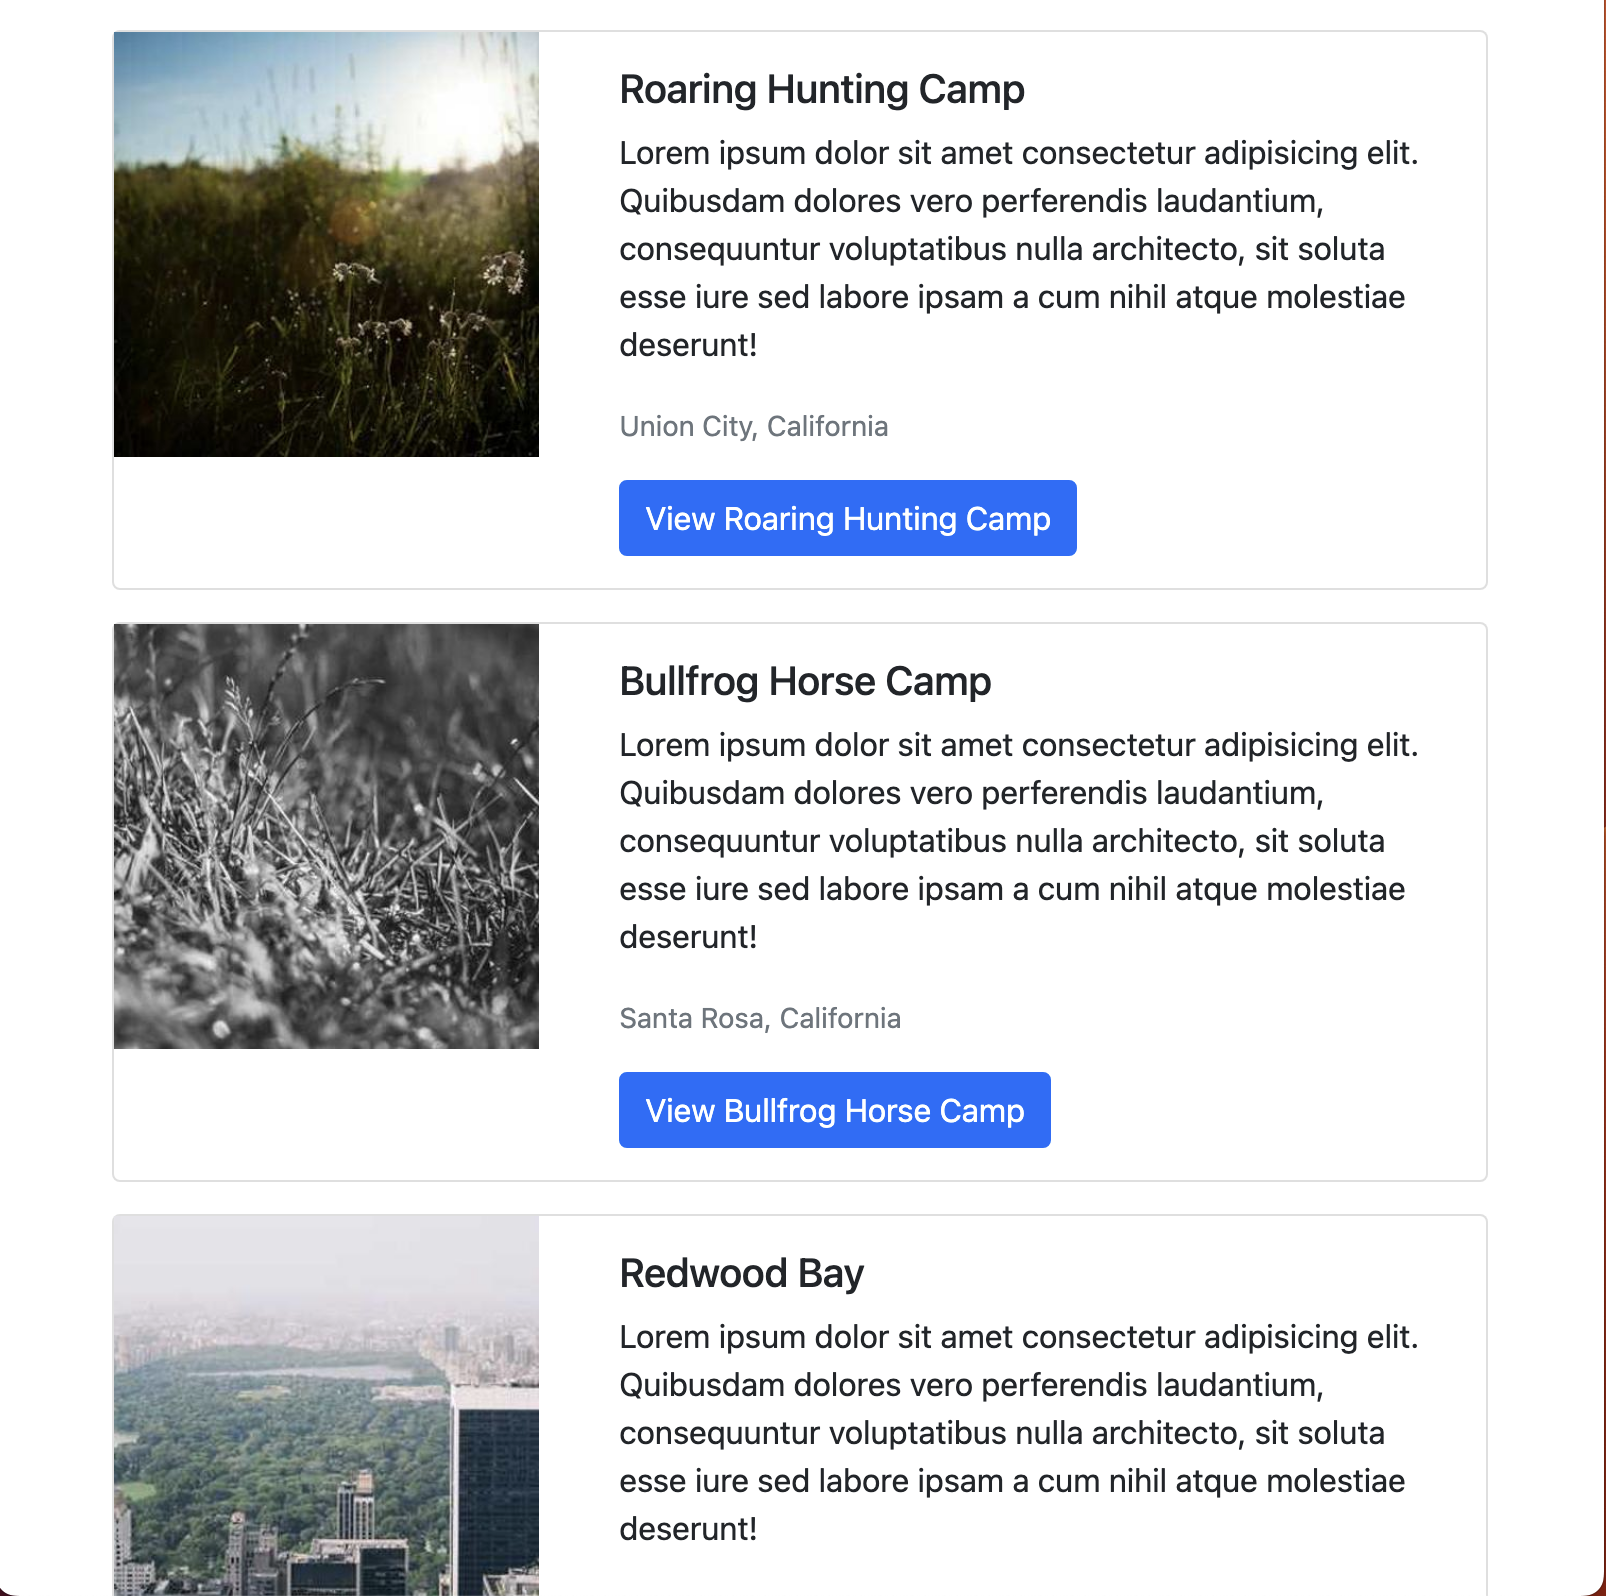 Roaring Hunting Camp
Lorem ipsum dolor sit amet consectetur adipisicing elit.
Quibusdam dolores vero perferendis laudantium,
consequuntur voluptatibus nulla architecto, sit soluta
esse iure sed labore ipsam a cum nihil atque molestiae
deserunt!
Union City, California
View Roaring Hunting Camp
Bullfrog Horse Camp
Lorem ipsum dolor sit amet consectetur adipisicing elit.
Quibusdam dolores vero perferendis laudantium,
consequuntur voluptatibus nulla architecto, sit soluta
esse iure sed labore ipsam a cum nihil atque molestiae
deserunt!
Santa Rosa, California
View Bullfrog Horse Camp
Redwood Bay
Lorem ipsum dolor sit amet consectetur adipisicing elit.
Quibusdam dolores vero perferendis laudantium,
consequuntur voluptatibus nulla architecto, sit soluta
esse iure sed labore ipsam a cum nihil atque molestiae
deserunt!